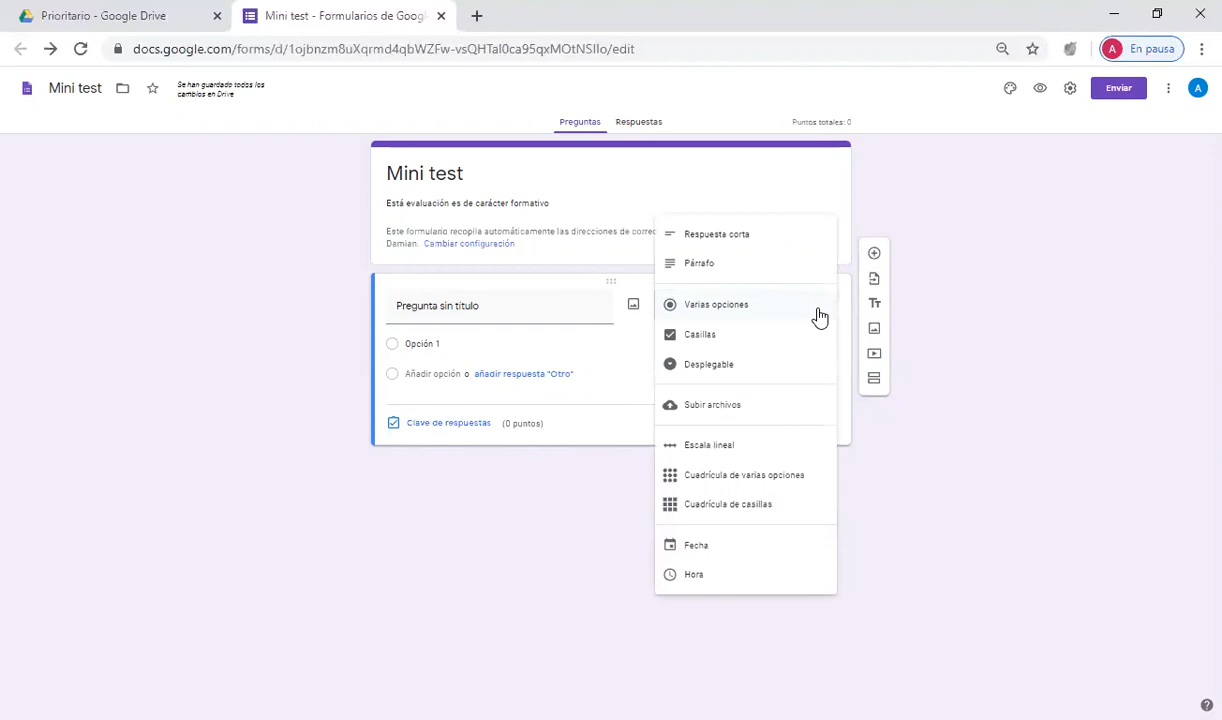 Prioritario - Google Drive
Mini test - Formularios de Goog
docs.google.com/forms/d/1ojbnzm8uXqrmd4qbWZFw-vsQHTal0ca95qxMOtNSIlo/edit
A En pausa
Mini test
Se han guardado todos los
cambios en Drive
Enviar
A
Preguntas
Respuestas
Puntos totales: 0
Mini test
Está evaluación es de carácter formativo
Este formulario recopila automáticamente las direcciones de correo
Damian. Cambiar configuración
Pregunta sin título
Opción 1
Añadir opción o añadir respuesta "Otro"
Clave de respuestas (0 puntos)
Respuesta corta
Párrafo
Varias opciones
Casillas
Desplegable
Subir archivos
Escala lineal
Cuadrícula de varias opciones
Cuadrícula de casillas
Fecha
Hora
Tт